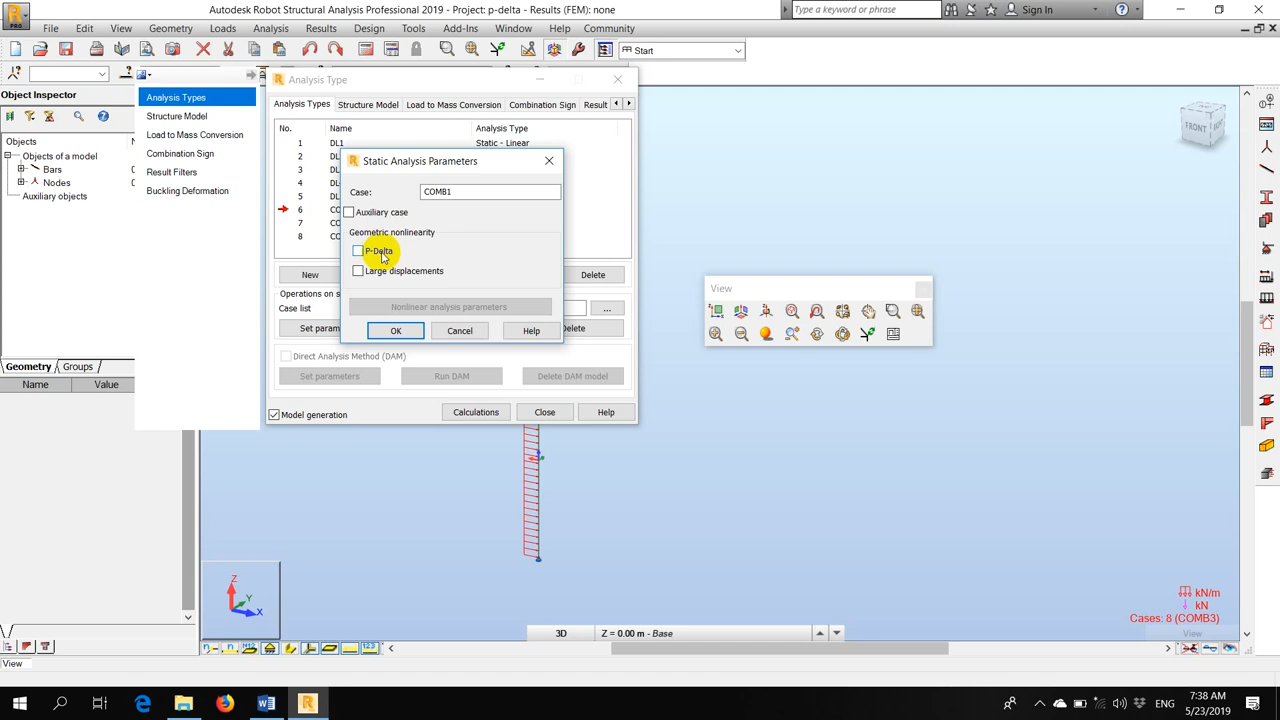 Autodesk Robot Structural Analysis Professional 2019 - Project: p-delta - Results (FEM): none
Type a keyword or phrase
Sign In
PRO
File Edit View Geometry Loads Analysis Results Design Tools Add-Ins Window Help Community
Start
Object Inspector
Objects
Objects of a model
Bars
Nodes
Auxiliary objects
Geometry Groups
Name Value
Analysis Types
Structure Model
Load to Mass Conversion
Combination Sign
Result Filters
Buckling Deformation
Analysis Type
Analysis Types Structure Model Load to Mass Conversion Combination Sign Result
No. Name Analysis Type
1 DL1 Static - Linear
2 DL
3 DL
4 DL
5 DL
6 CO
7 CO
8 CO
New Delete
Operations on s
Case list ...
Set param Delete
Direct Analysis Method (DAM)
Set parameters Run DAM Delete DAM model
Model generation
Calculations Close Help
Static Analysis Parameters
Case: COMB1
Auxiliary case
Geometric nonlinearity
P-Delta
Large displacements
Nonlinear analysis parameters
OK Cancel Help
View
FRONT
Z
Y
X
kN/m
kN
Cases: 8 (COMB3)
View
3D Z = 0.00 m - Base
View
ENG
7:38 AM
5/23/2019